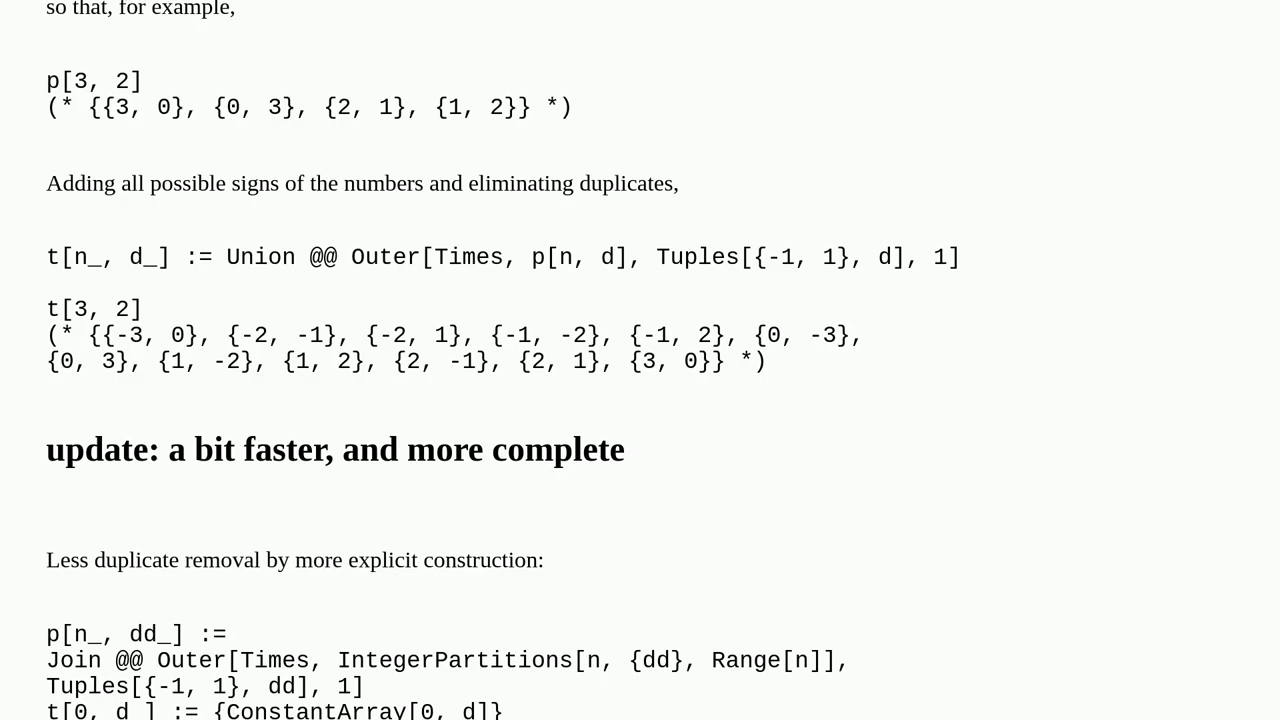 so that, for example,
p[3, 2]
(* {{3, 0}, {0, 3}, {2, 1}, {1, 2}} *)
Adding all possible signs of the numbers and eliminating duplicates,
t[n_, d_] := Union @@ Outer[Times, p[n, d], Tuples[{-1, 1}, d], 1]
t[3, 2]
(* {{-3, 0}, {-2, -1}, {-2, 1}, {-1, -2}, {-1, 2}, {0, -3},
{0, 3}, {1, -2}, {1, 2}, {2, -1}, {2, 1}, {3, 0}} *)
update: a bit faster, and more complete
Less duplicate removal by more explicit construction:
p[n_, dd_] :=
Join @@ Outer[Times, IntegerPartitions[n, {dd}, Range[n]],
Tuples[{-1, 1}, dd], 1]
t[0, d_] := {ConstantArray[0, d]}